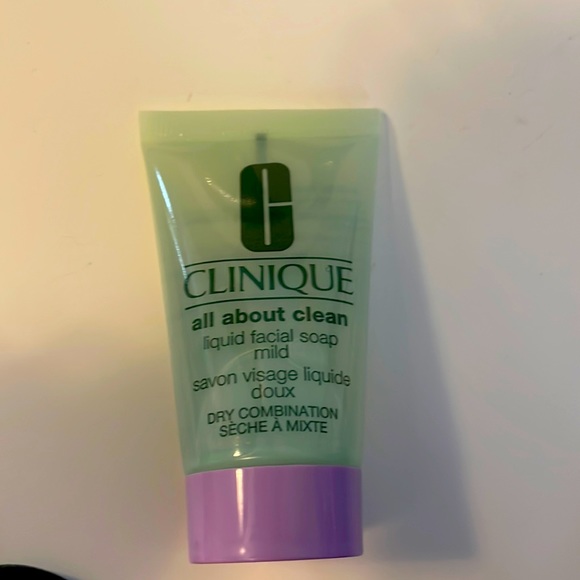 CLINIQUE
all about clean
liquid facial soap
mild
savon visage liquide
doux
DRY COMBINATION
SÈCHE À MIXTE